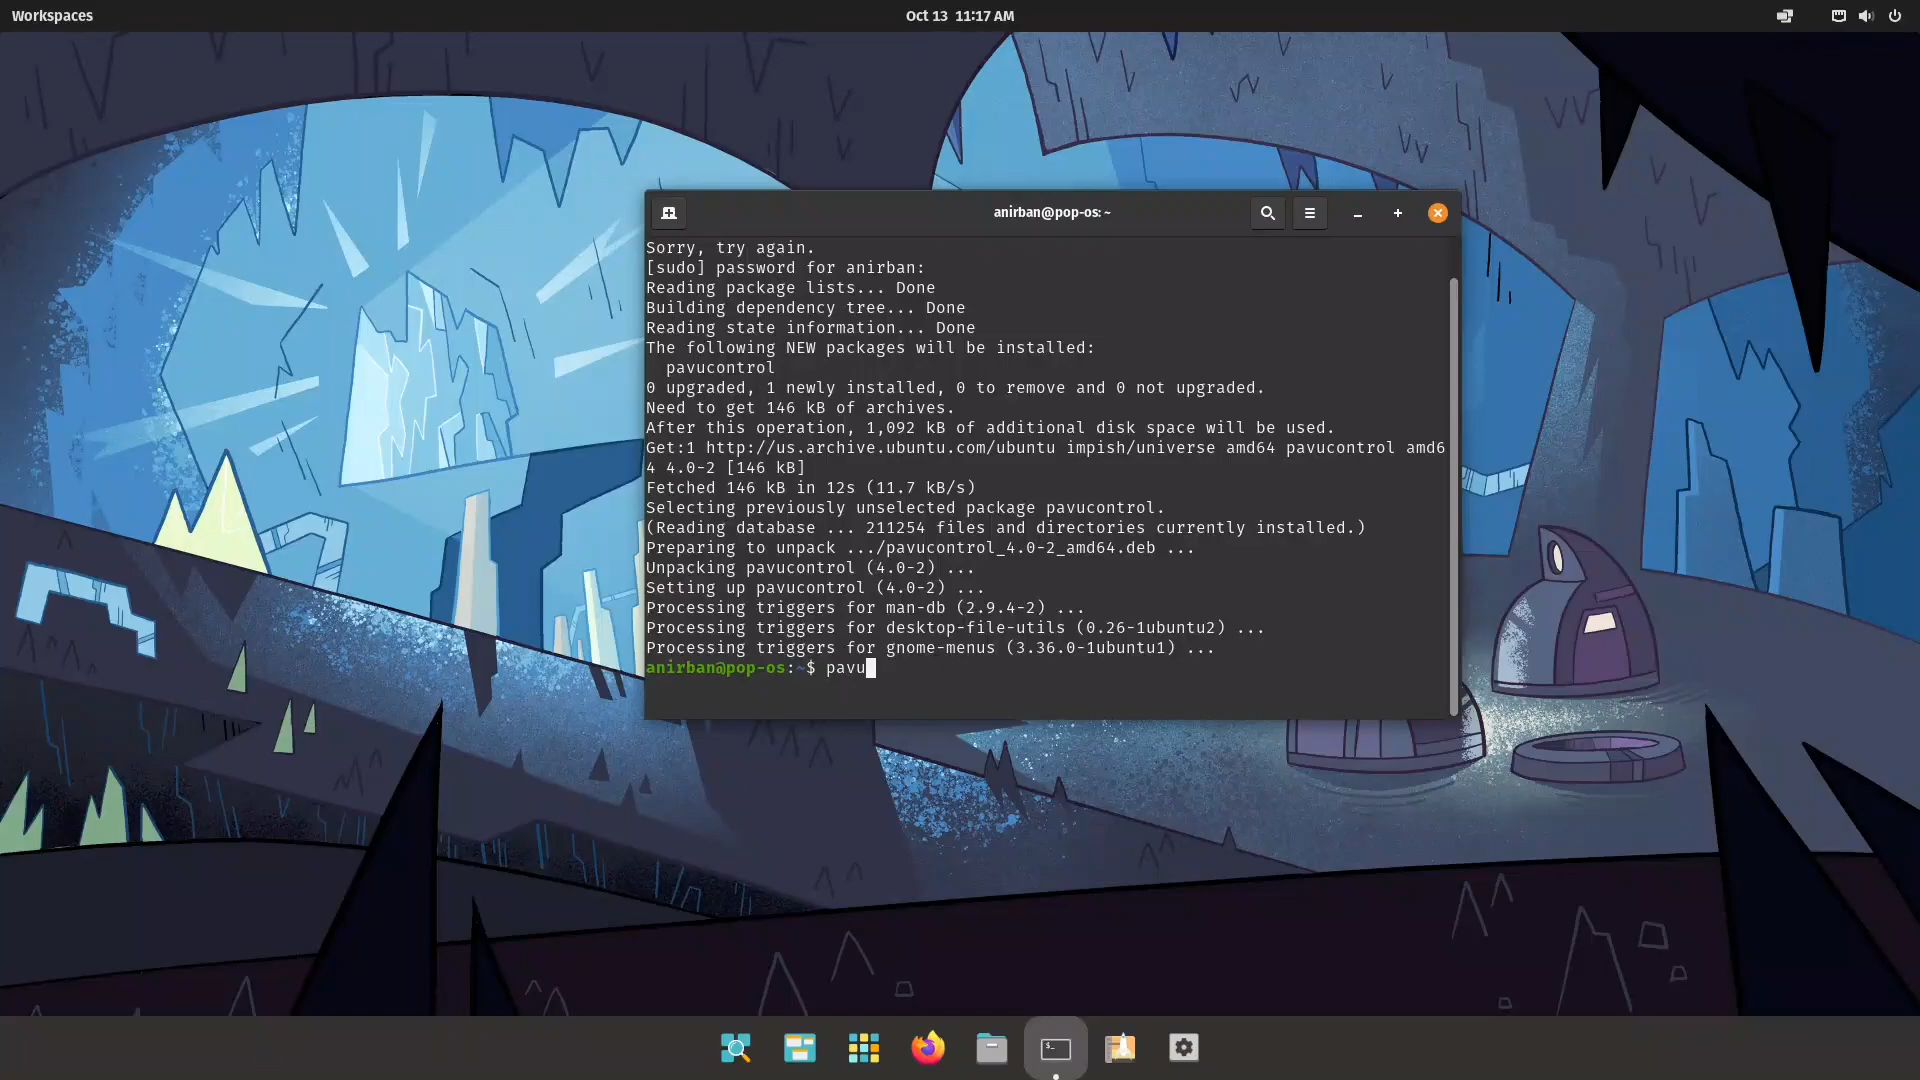 Workspaces
Oct 13 11:17 AM
anirban@pop-os: ~
Sorry, try again.
[sudo] password for anirban:
Reading package lists... Done
Building dependency tree... Done
Reading state information... Done
The following NEW packages will be installed:
  pavucontrol
0 upgraded, 1 newly installed, 0 to remove and 0 not upgraded.
Need to get 146 kB of archives.
After this operation, 1,092 kB of additional disk space will be used.
Get:1 http://us.archive.ubuntu.com/ubuntu impish/universe amd64 pavucontrol amd6
4 4.0-2 [146 kB]
Fetched 146 kB in 12s (11.7 kB/s)
Selecting previously unselected package pavucontrol.
(Reading database ... 211254 files and directories currently installed.)
Preparing to unpack .../pavucontrol_4.0-2_amd64.deb ...
Unpacking pavucontrol (4.0-2) ...
Setting up pavucontrol (4.0-2) ...
Processing triggers for man-db (2.9.4-2) ...
Processing triggers for desktop-file-utils (0.26-1ubuntu2) ...
Processing triggers for gnome-menus (3.36.0-1ubuntu1) ...
anirban@pop-os:~$ pavu